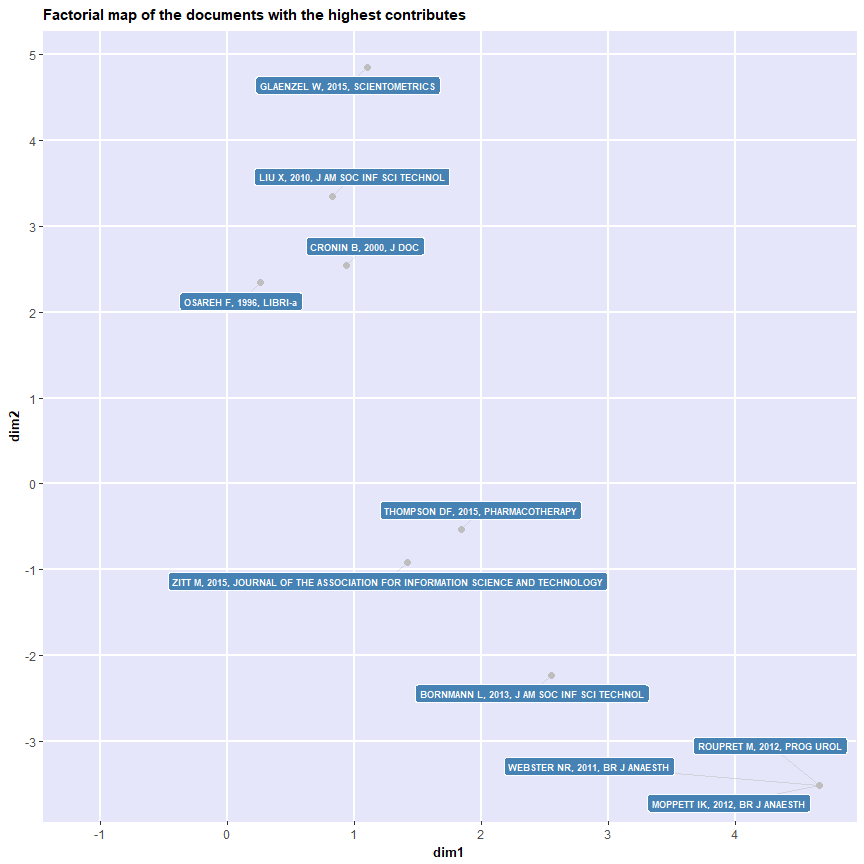 Factorial map of the documents with the highest contributes
5
GLAENZEL W, 2015, SCIENTOMETRICS
4
LIU X, 2010, J AM SOC INF SCI TECHNOL
3
CRONIN B, 2000, J DOC
OSAREH F, 1996, LIBRI-a
2
1
dim2
0
THOMPSON DF, 2015, PHARMACOTHERAPY
-1
ZITT M, 2015, JOURNAL OF THE ASSOCIATION FOR INFORMATION SCIENCE AND TECHNOLOGY
-2
BORNMANN L, 2013, J AM SOC INF SCI TECHNOL
-3
ROUPRET M, 2012, PROG UROL
WEBSTER NR, 2011, BR J ANAESTH
MOPPETT IK, 2012, BR J ANAESTH
-1 0 1 2 3 4
dim1